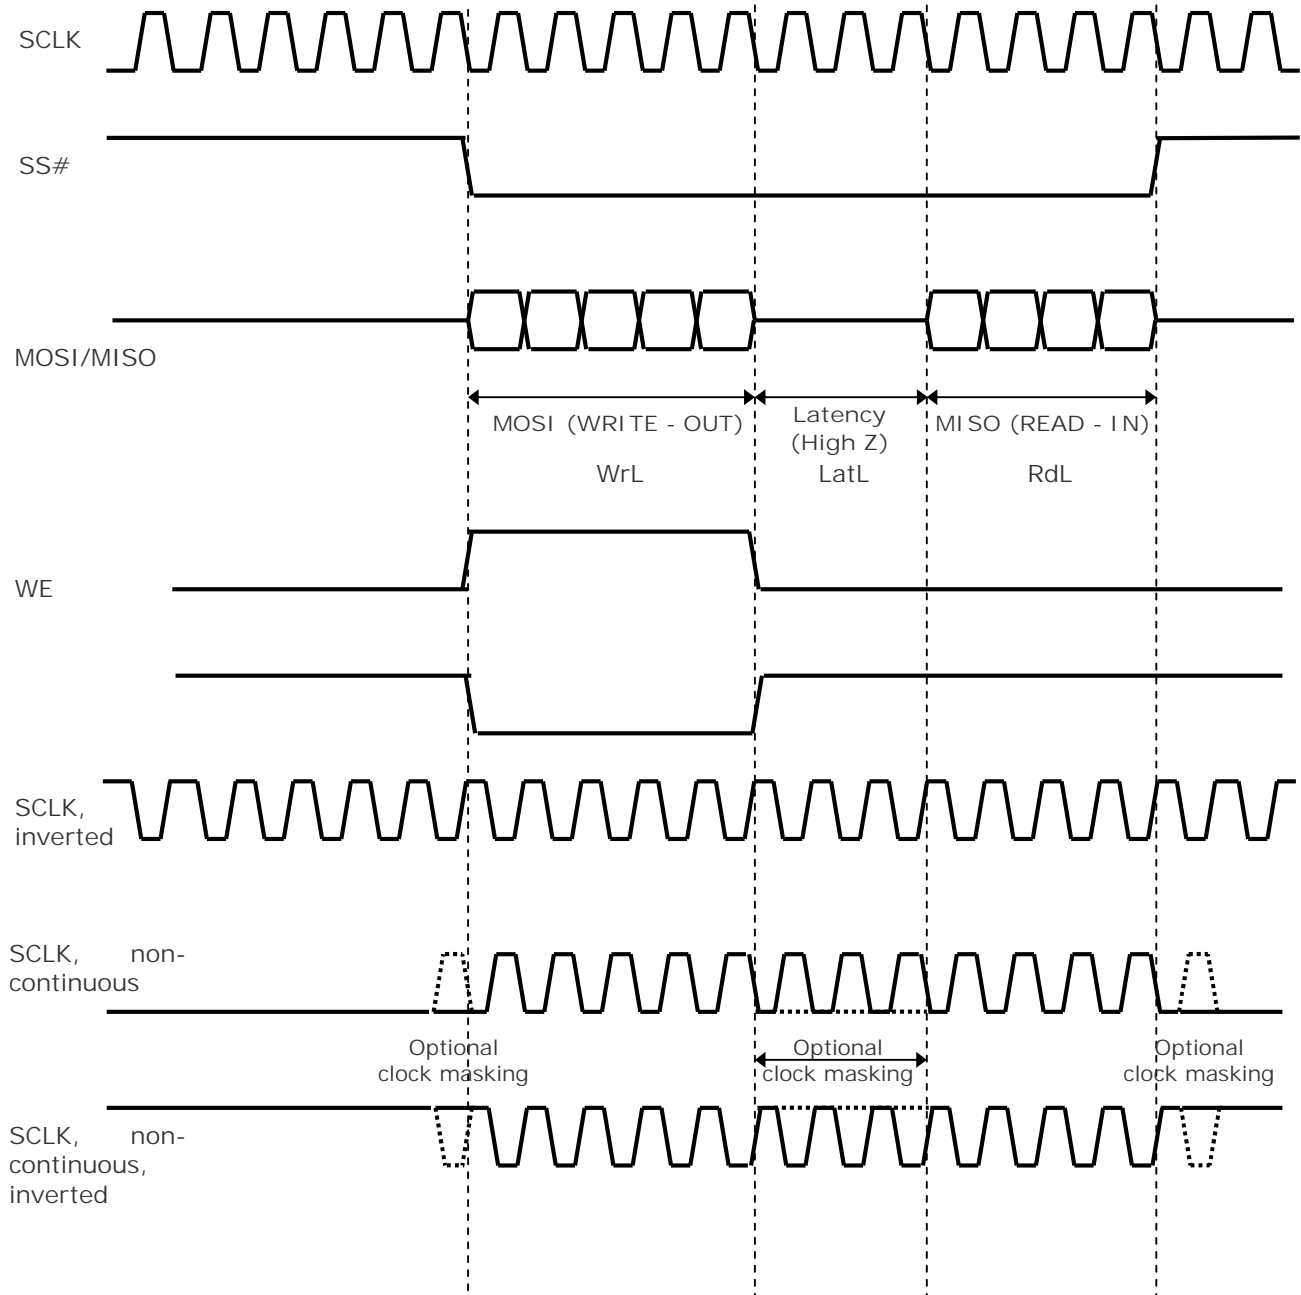 SCLK
SS#
MOSI/MISO
MOSI (WRITE - OUT)
Latency
(High Z)
MISO (READ - IN)
WrL
LatL
RdL
WE
SCLK,
inverted
SCLK, non-
continuous
Optional
clock masking
Optional
clock masking
Optional
clock masking
SCLK, non-
continuous,
inverted